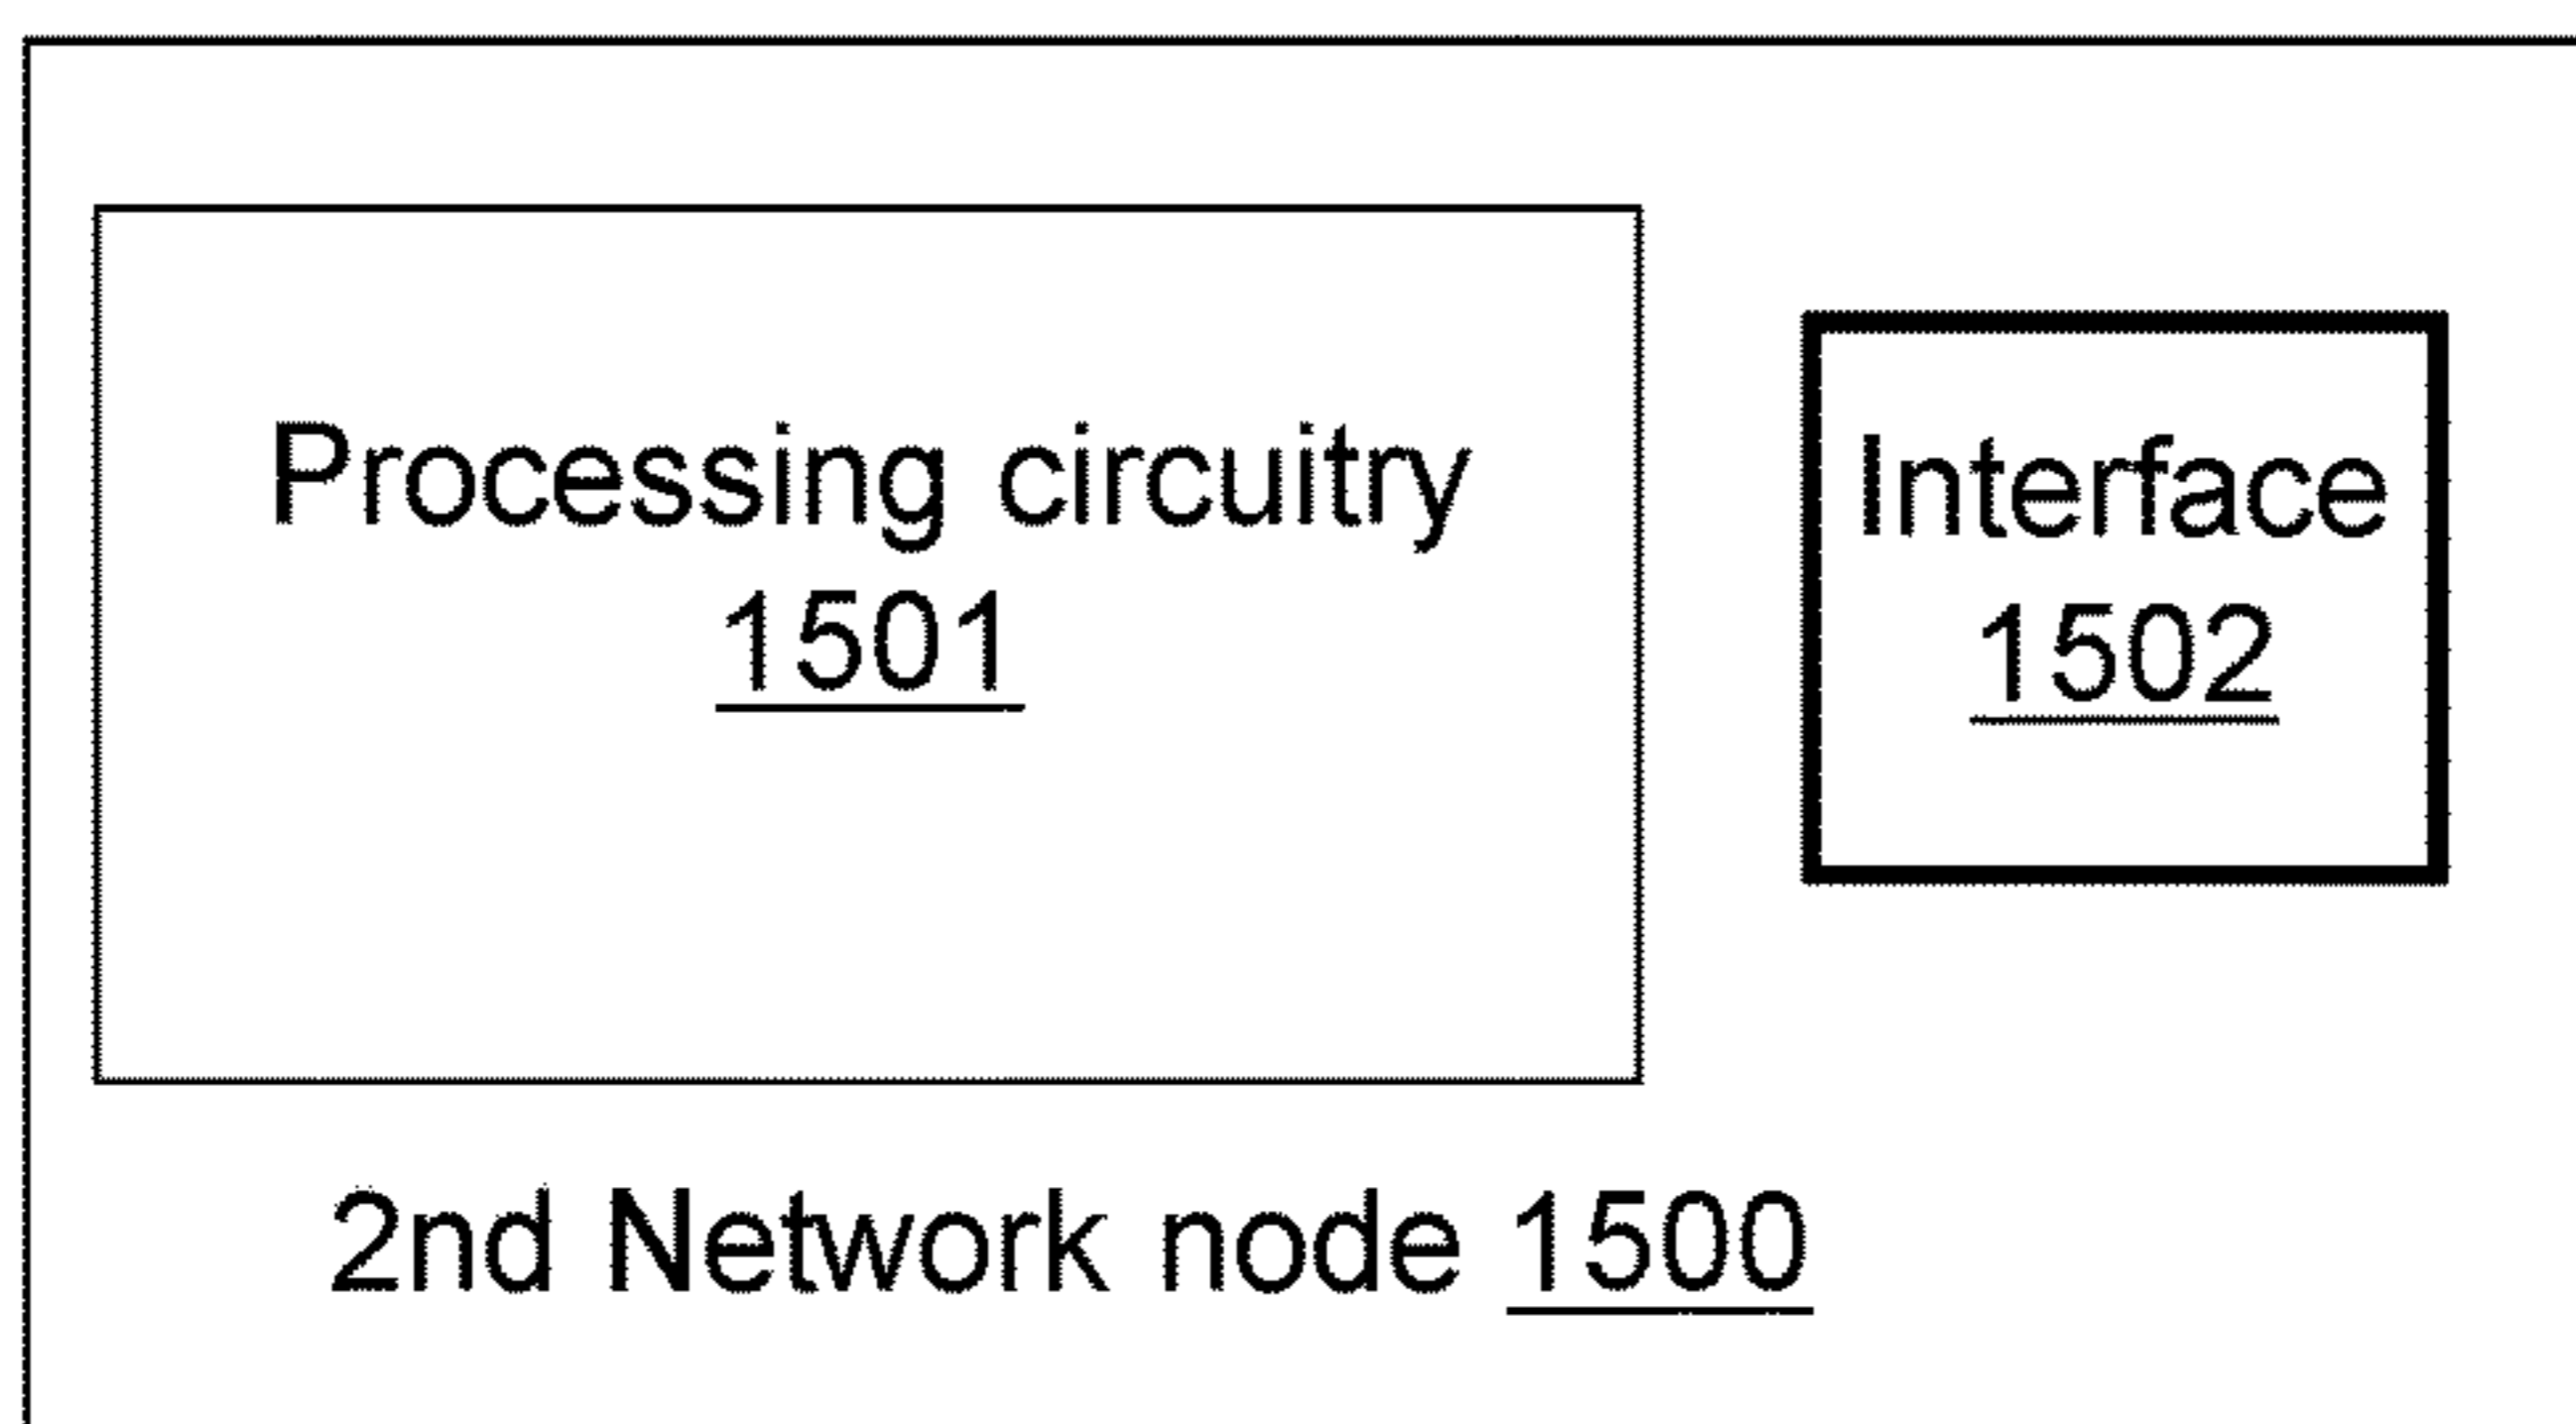 Processing circuitry
1501
Interface
1502
2nd Network node 1500